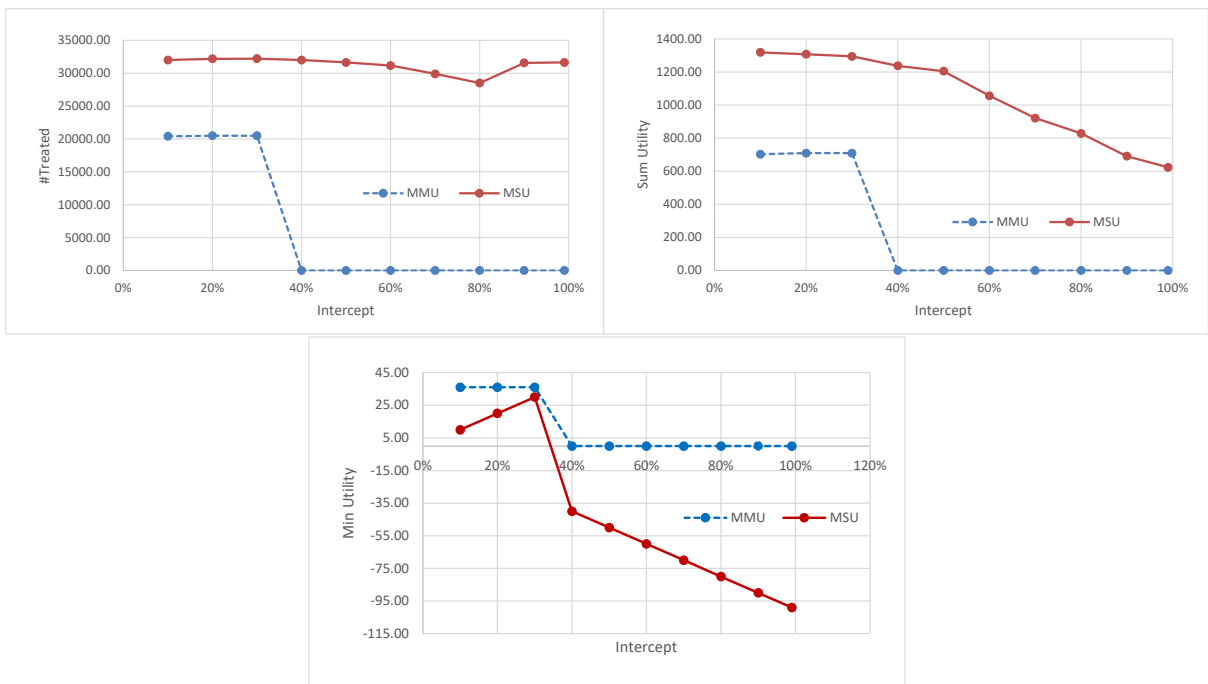 35000.00
30000.00
25000.00
20000.00
15000.00
10000.00
5000.00
0.00
#Treated
MMU MSU
0% 20% 40% 60% 80% 100%
Intercept
1400.00
1200.00
1000.00
800.00
600.00
400.00
200.00
0.00
Sum Utility
MMU MSU
0% 20% 40% 60% 80% 100%
Intercept
45.00
25.00
5.00
-15.00
-35.00
-55.00
-75.00
-95.00
-115.00
Min Utility
0% 20% 40% 60% 80% 100% 120%
MMU MSU
Intercept